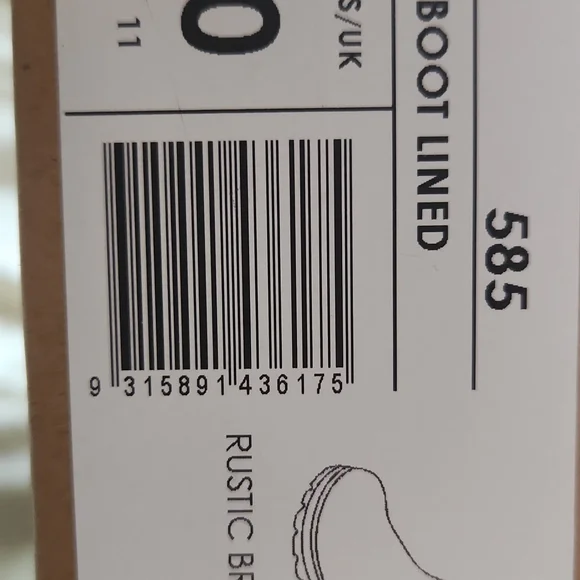 585
BOOT LINED
S/UK
0
11
9 315891 436175
RUSTIC BR